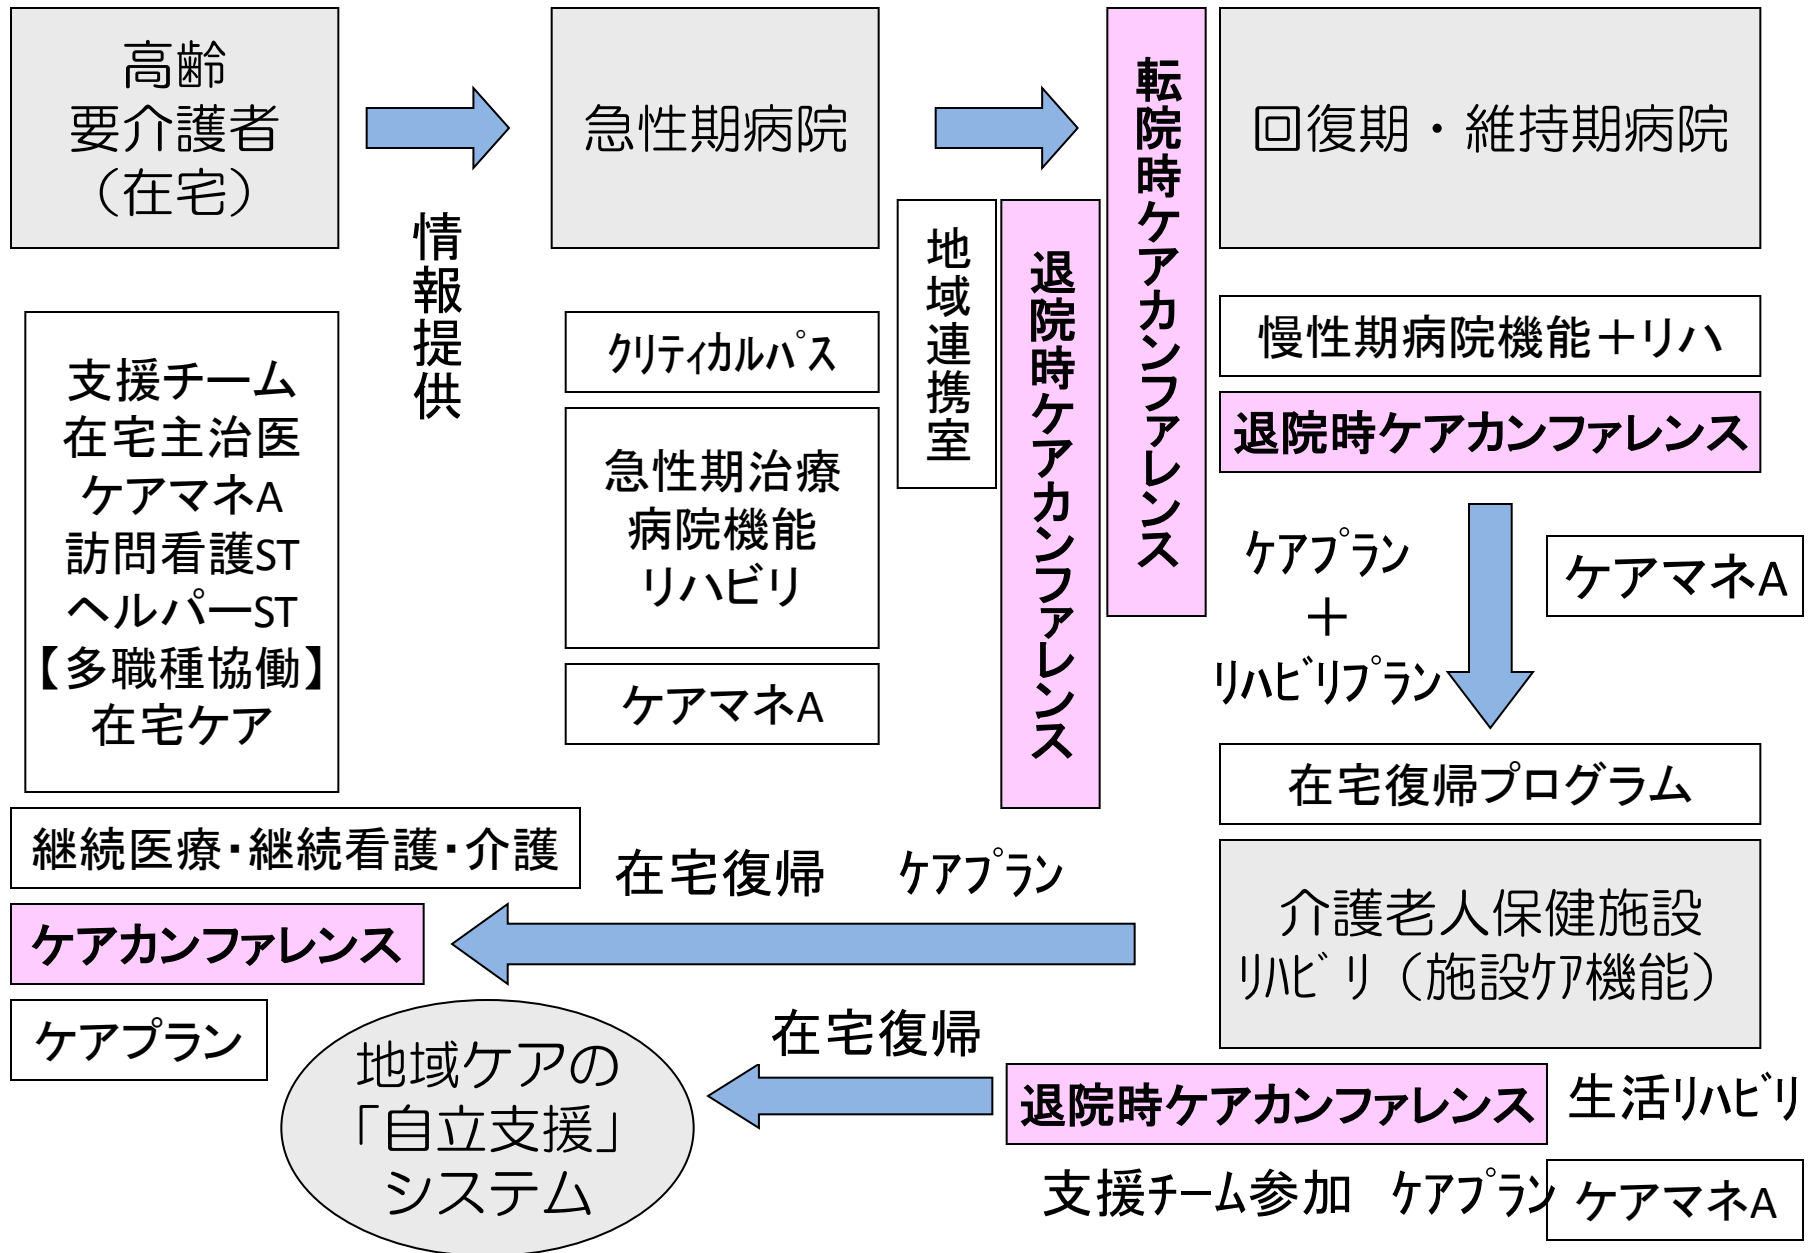 高齢
要介護者
（在宅）
情報提供
急性期病院
地域連携室
退院時ケアカンファレンス
転院時ケアカンファレンス
回復期・維持期病院
支援チーム
在宅主治医
ケアマネA
訪問看護ST
ヘルパーST
【多職種協働】
在宅ケア
ｸﾘﾃｨｶﾙﾊﾟｽ
急性期治療
病院機能
リハビリ
ケアマネA
慢性期病院機能＋リハ
退院時ケアカンファレンス
ｹｱﾌﾟﾗﾝ
＋
ﾘﾊﾋﾞﾘﾌﾟﾗﾝ
ケアマネA
在宅復帰プログラム
継続医療・継続看護・介護
在宅復帰　ｹｱﾌﾟﾗﾝ
ケアカンファレンス
介護老人保健施設
ﾘﾊﾋﾞﾘ（施設ｹｱ機能）
ケアプラン
地域ケアの
「自立支援」
システム
在宅復帰
退院時ケアカンファレンス
生活ﾘﾊﾋﾞﾘ
支援ﾁｰﾑ参加　ｹｱﾌﾟﾗﾝ
ケアマネA